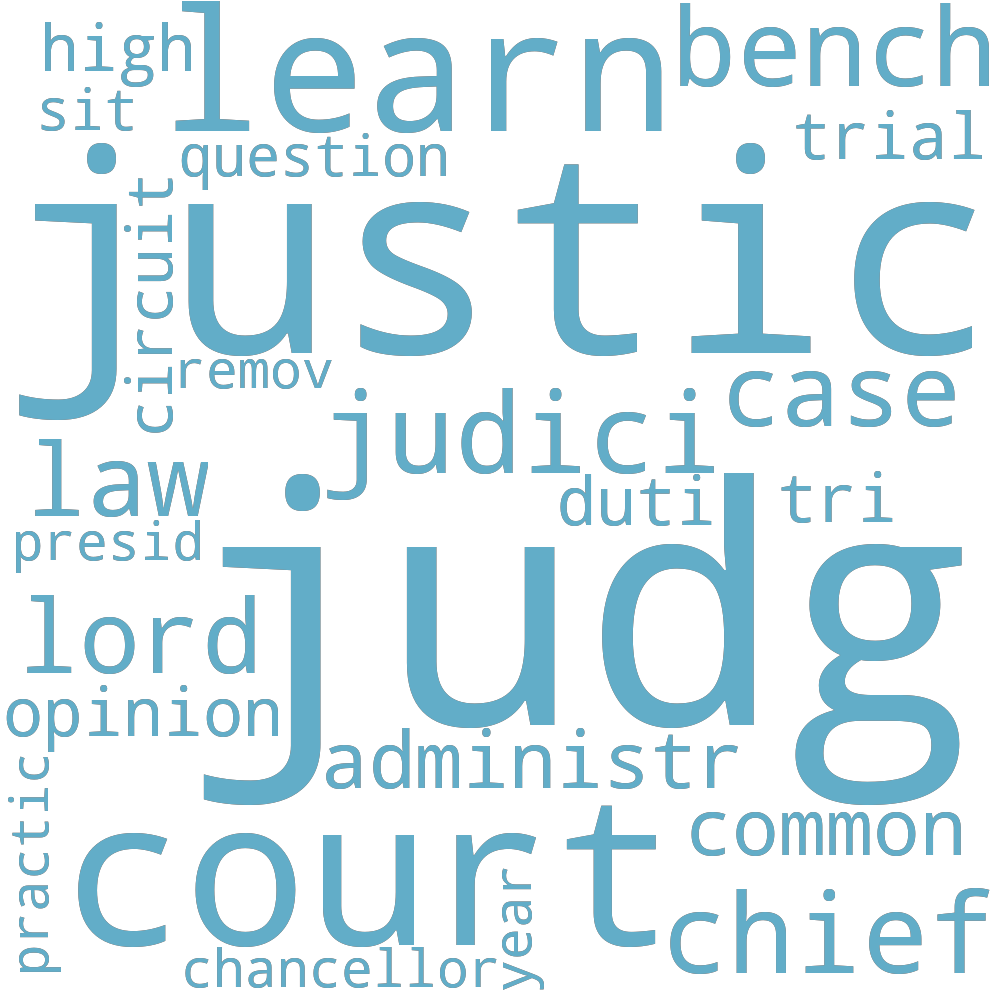 high
learn
bench
sit
question
trial
justic
circuit
remov
judici
case
law
duti
tri
presid
judg
lord
opinion
administr
practic
court
common
year
chief
chancellor